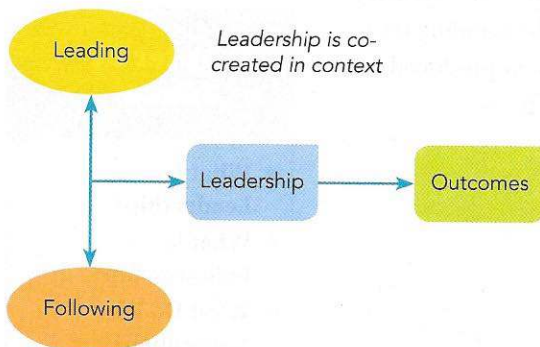 Leading
Leadership is co-
created in context
Leadership
Outcomes
Following